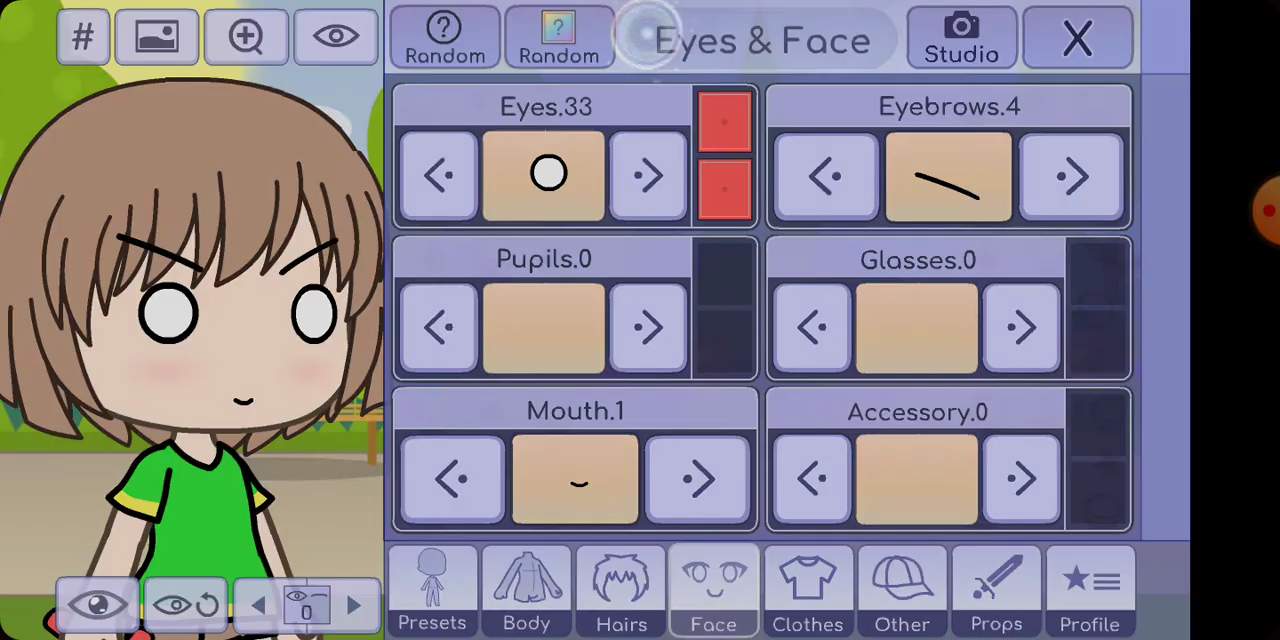 #
Random
?
Random
Eyes & Face
Studio
X
Eyes.33
Eyebrows.4
Pupils.0
Glasses.0
Mouth.1
Accessory.0
0
Presets
Body
Hairs
Face
Clothes
Other
Props
Profile